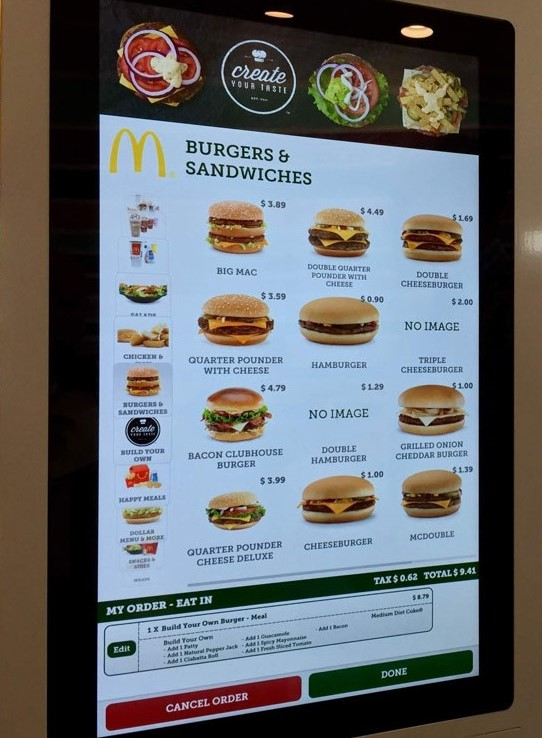 create
YOUR TASTE
BURGERS &
SANDWICHES
$ 3.89
BIG MAC
$ 4.49
DOUBLE QUARTER
POUNDER WITH
CHEESE
$ 1.69
DOUBLE
CHEESEBURGER
$ 3.59
QUARTER POUNDER
WITH CHEESE
$ 0.90
HAMBURGER
$ 2.00
NO IMAGE
TRIPLE
CHEESEBURGER
$ 4.79
BACON CLUBHOUSE
BURGER
$ 1.29
NO IMAGE
DOUBLE
HAMBURGER
$ 1.00
GRILLED ONION
CHEDDAR BURGER
$ 3.99
QUARTER POUNDER
CHEESE DELUXE
$ 1.00
CHEESEBURGER
$ 1.39
MCDOUBLE
SALADS
CHICKEN &
BURGERS &
SANDWICHES
create
YOUR TASTE
BUILD YOUR
OWN
HAPPY MEALS
DOLLAR
MENU & MORE
SNACKS &
SIDES
MY ORDER - EAT IN
TAX $ 0.62 TOTAL $ 9.41
Edit
1 X Build Your Own Burger - Meal
$ 8.79
Build Your Own
- Add 1 Patty
- Add 1 Natural Pepper Jack
- Add 1 Ciabatta Roll
- Add 1 Guacamole
- Add 1 Spicy Mayonnaise
- Add 1 Fresh Sliced Tomato
- Add 1 Bacon
Medium Diet Coke®
CANCEL ORDER
DONE